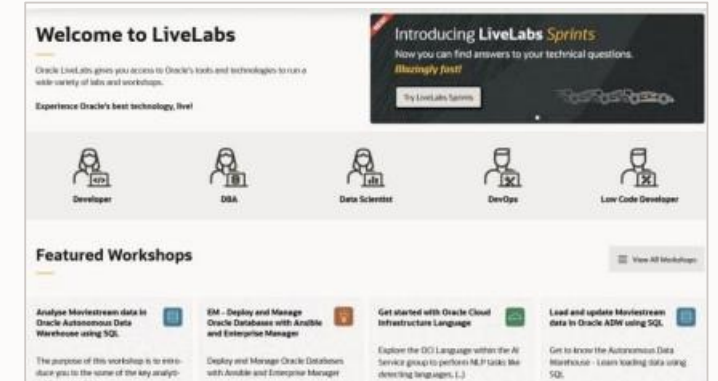 Welcome to LiveLabs
Oracle LiveLabs gives you access to Oracle's tools and technologies to run a
wide variety of labs and workshops.
Experience Oracle's best technology, live!
NEW
Introducing LiveLabs Sprints
Now you can find answers to your technical questions.
Blazingly fast!
Try LiveLabs Sprints
Developer
DBA
Data Scientist
DevOps
Low Code Developer
Featured Workshops
View All Workshops
Analyse Moviestream data in
Oracle Autonomous Data
Warehouse using SQL
The purpose of this workshop is to intro-
duce you to the some of the key analyti-
EM - Deploy and Manage
Oracle Databases with Ansible
and Enterprise Manager
Deploy and Manage Oracle Databases
with Ansible and Enterprise Manager
Get started with Oracle Cloud
Infrastructure Language
Explore the OCI Language within the AI
Service group to perform NLP tasks like
detecting languages, (...)
Load and update Moviestream
data in Oracle ADW using SQL
Get to know the Autonomous Data
Warehouse - Learn loading data using
SQL